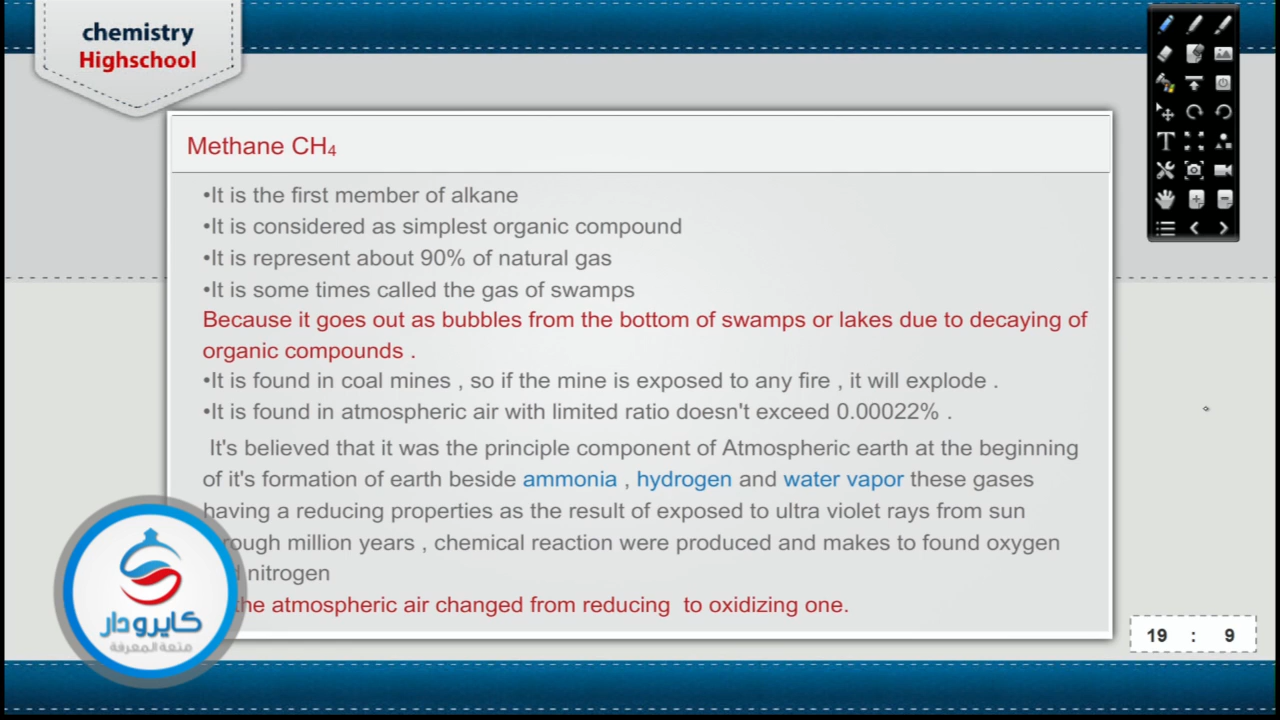 chemistry
Highschool
Methane CH₄
•It is the first member of alkane
•It is considered as simplest organic compound
•It is represent about 90% of natural gas
•It is some times called the gas of swamps
Because it goes out as bubbles from the bottom of swamps or lakes due to decaying of
organic compounds .
•It is found in coal mines , so if the mine is exposed to any fire , it will explode .
•It is found in atmospheric air with limited ratio doesn't exceed 0.00022% .
It's believed that it was the principle component of Atmospheric earth at the beginning
of it's formation of earth beside ammonia , hydrogen and water vapor these gases
having a reducing properties as the result of exposed to ultra violet rays from sun
million years , chemical reaction were produced and makes to found oxygen
nitrogen
the atmospheric air changed from reducing to oxidizing one.
كايرودار
متعة المعرفة
19 : 9